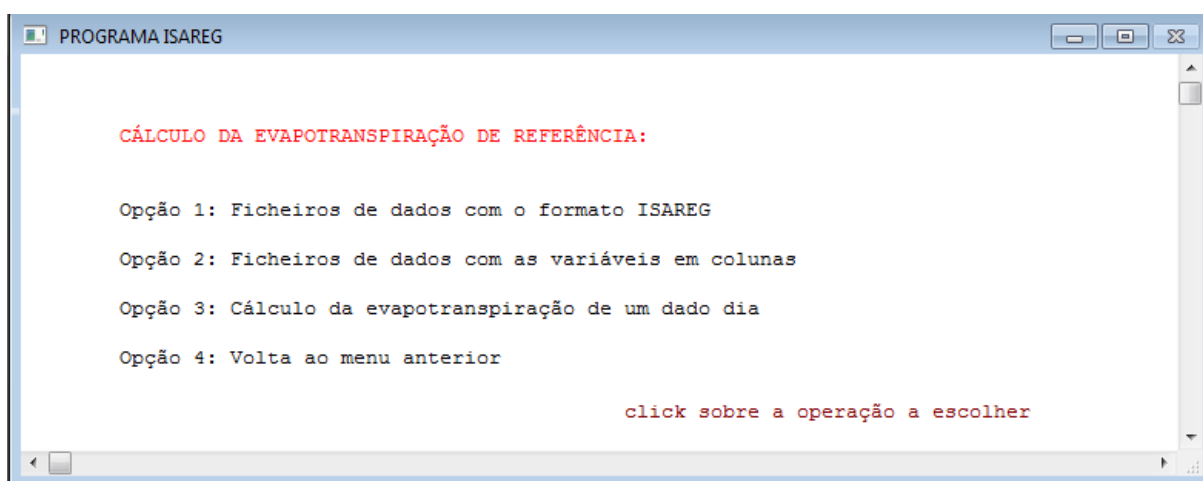 PROGRAMA ISAREG
CÁLCULO DA EVAPOTRANSPIRAÇÃO DE REFERÊNCIA:
Opção 1: Ficheiros de dados com o formato ISAREG
Opção 2: Ficheiros de dados com as variáveis em colunas
Opção 3: Cálculo da evapotranspiração de um dado dia
Opção 4: Volta ao menu anterior
click sobre a operação a escolher